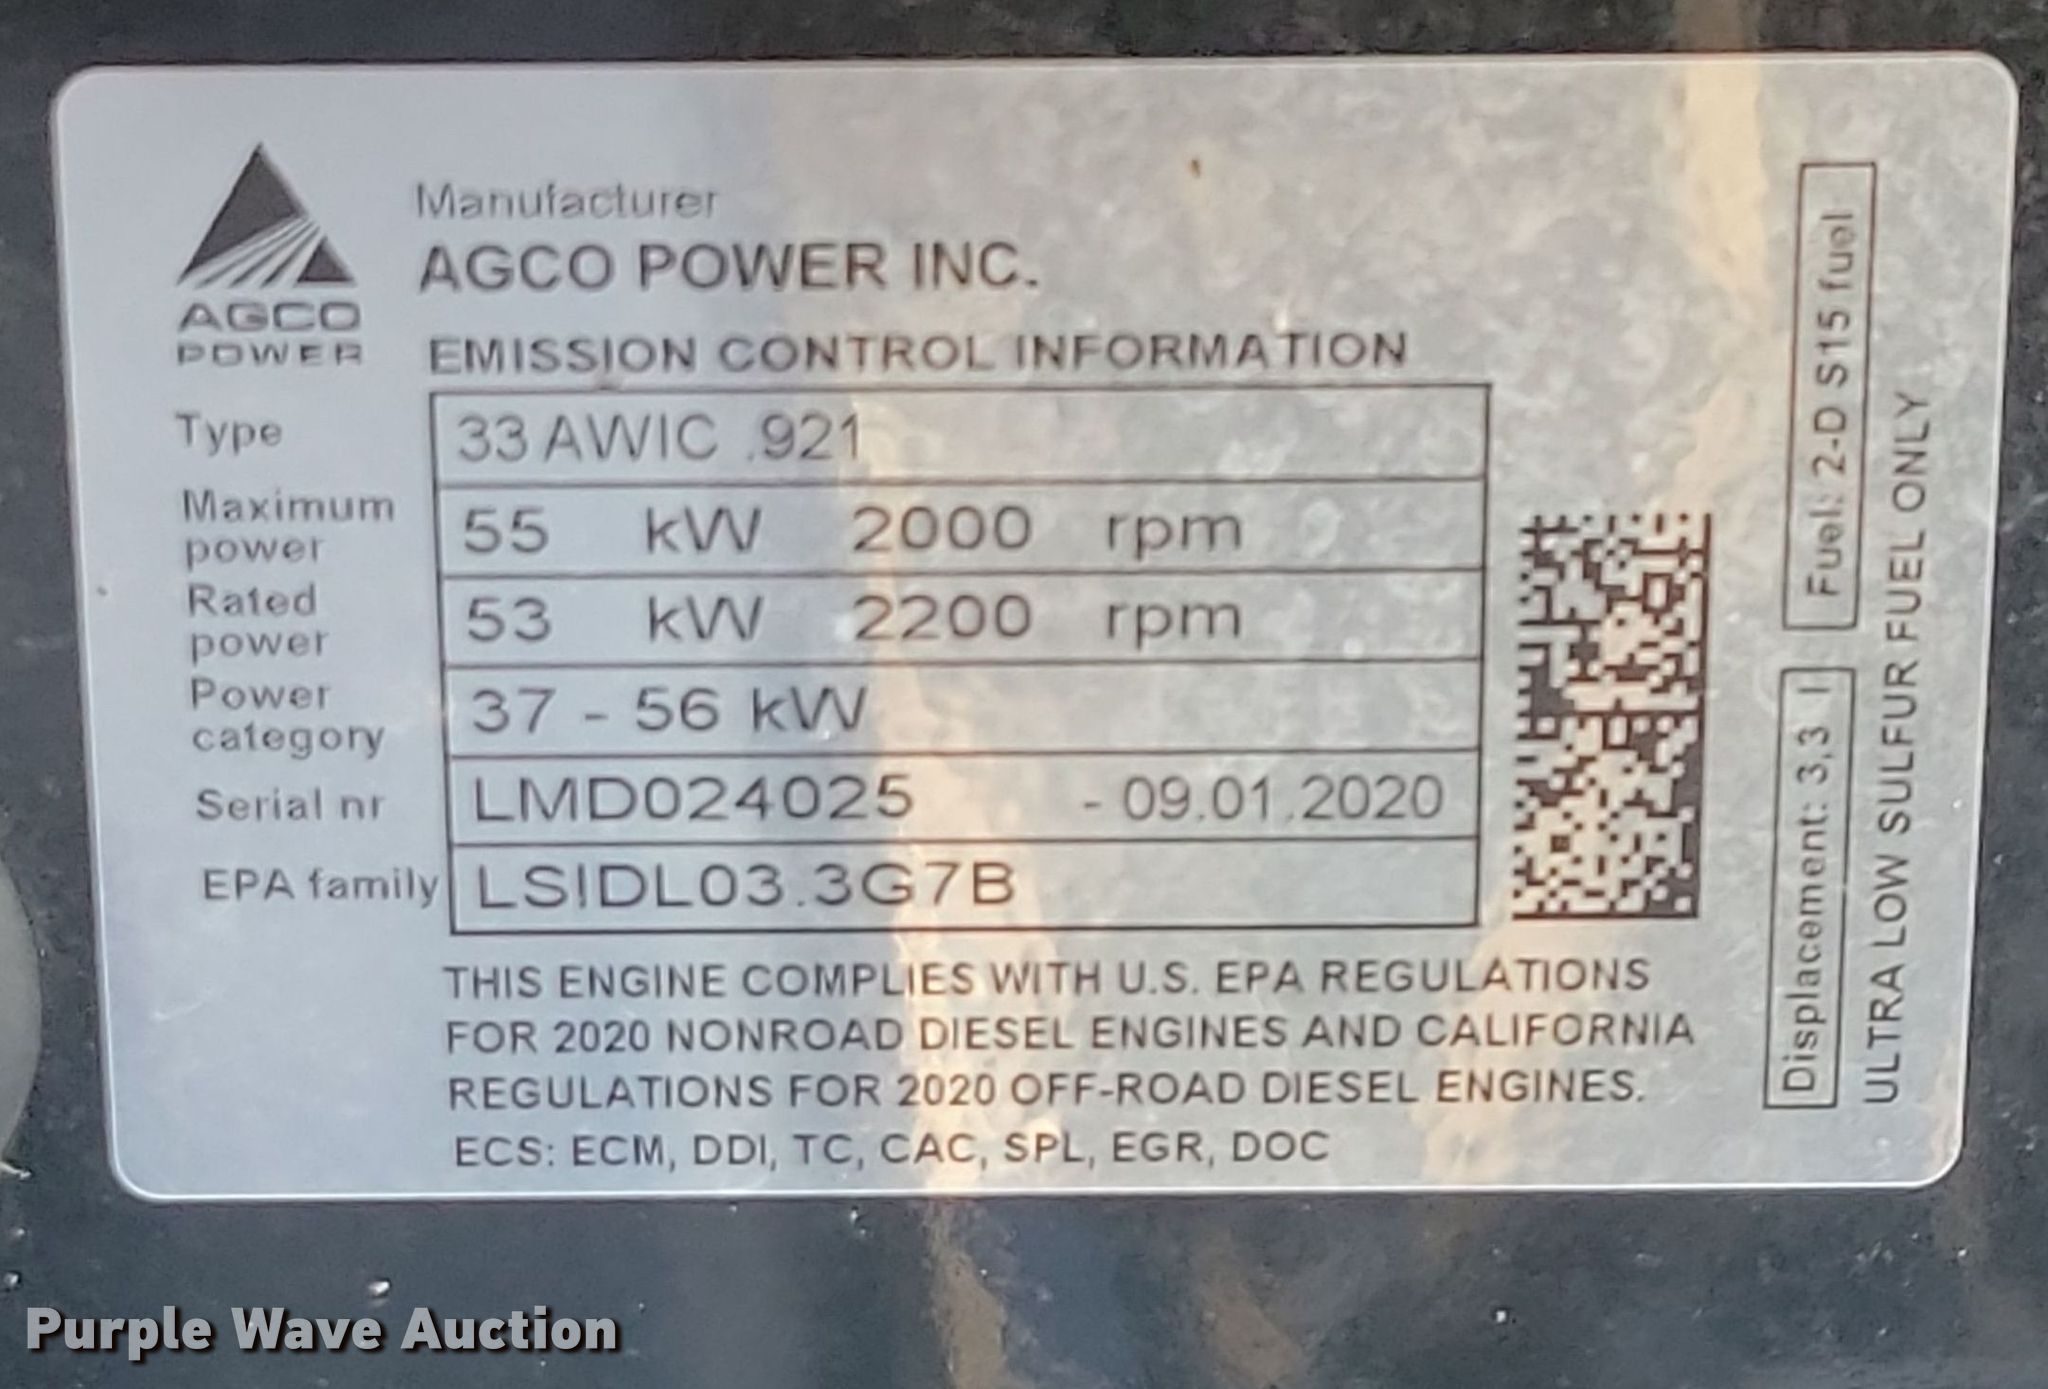 AGCO
POWER
Manufacturer
AGCO POWER INC.
EMISSION CONTROL INFORMATION
Type 33 AWIC .921
Maximum power 55 kW 2000 rpm
Rated power 53 kW 2200 rpm
Power category 37 - 56 kW
Serial nr LMD024025 - 09.01.2020
EPA family LSIDL03.3G7B
THIS ENGINE COMPLIES WITH U.S. EPA REGULATIONS
FOR 2020 NONROAD DIESEL ENGINES AND CALIFORNIA
REGULATIONS FOR 2020 OFF-ROAD DIESEL ENGINES.
ECS: ECM, DDI, TC, CAC, SPL, EGR, DOC
Displacement: 3,3 l
Fuel: 2-D S15 fuel
ULTRA LOW SULFUR FUEL ONLY
Purple Wave Auction